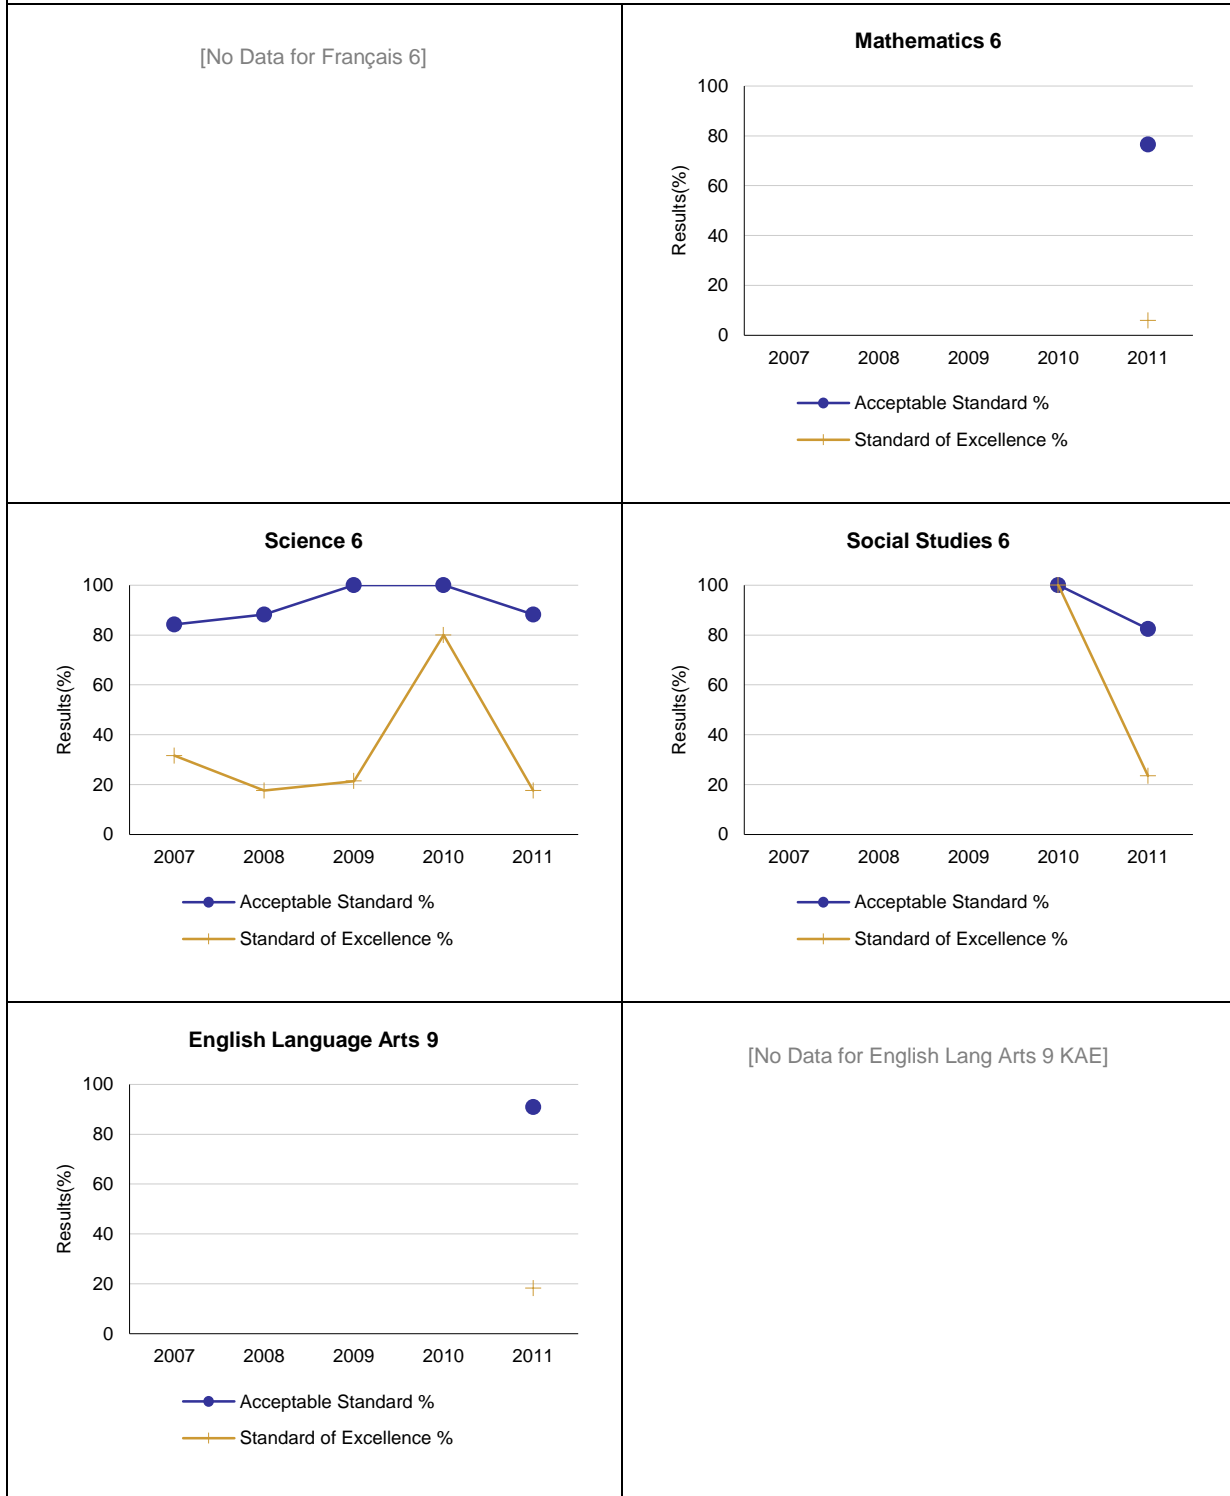 [No Data for Français 6]
Mathematics 6
100
80
60
40
20
0
Results(%)
2007 2008 2009 2010 2011
Acceptable Standard %
Standard of Excellence %
Science 6
100
80
60
40
20
0
Results(%)
2007 2008 2009 2010 2011
Acceptable Standard %
Standard of Excellence %
Social Studies 6
100
80
60
40
20
0
Results(%)
2007 2008 2009 2010 2011
Acceptable Standard %
Standard of Excellence %
English Language Arts 9
100
80
60
40
20
0
Results(%)
2007 2008 2009 2010 2011
Acceptable Standard %
Standard of Excellence %
[No Data for English Lang Arts 9 KAE]